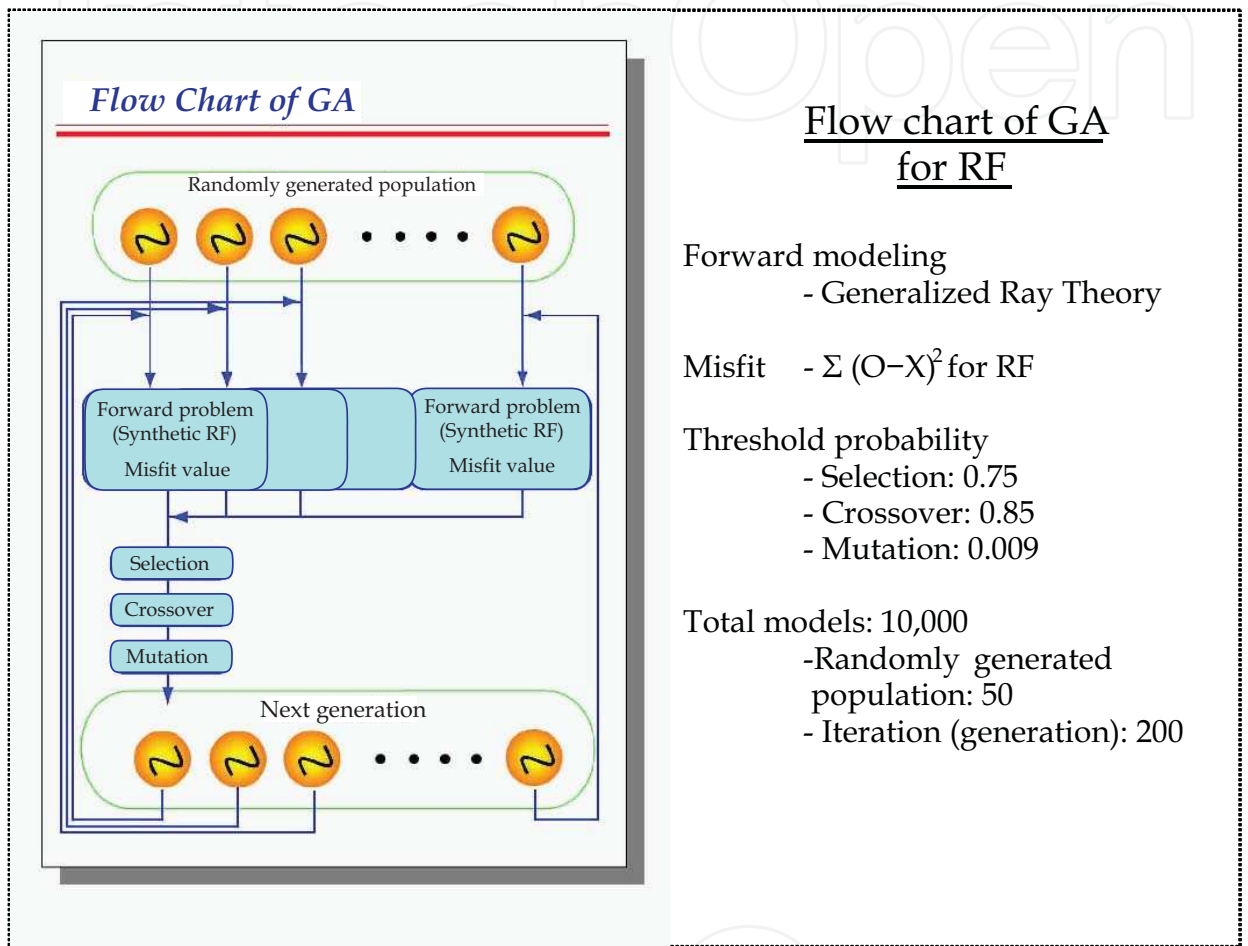 Flow Chart of GA
Randomly generated population
Forward problem
(Synthetic RF)
Misfit value
Forward problem
(Synthetic RF)
Misfit value
Selection
Crossover
Mutation
Next generation
Flow chart of GA
for RF
Forward modeling
- Generalized Ray Theory
Misfit - Σ (O−X)² for RF
Threshold probability
- Selection: 0.75
- Crossover: 0.85
- Mutation: 0.009
Total models: 10,000
-Randomly generated
population: 50
- Iteration (generation): 200